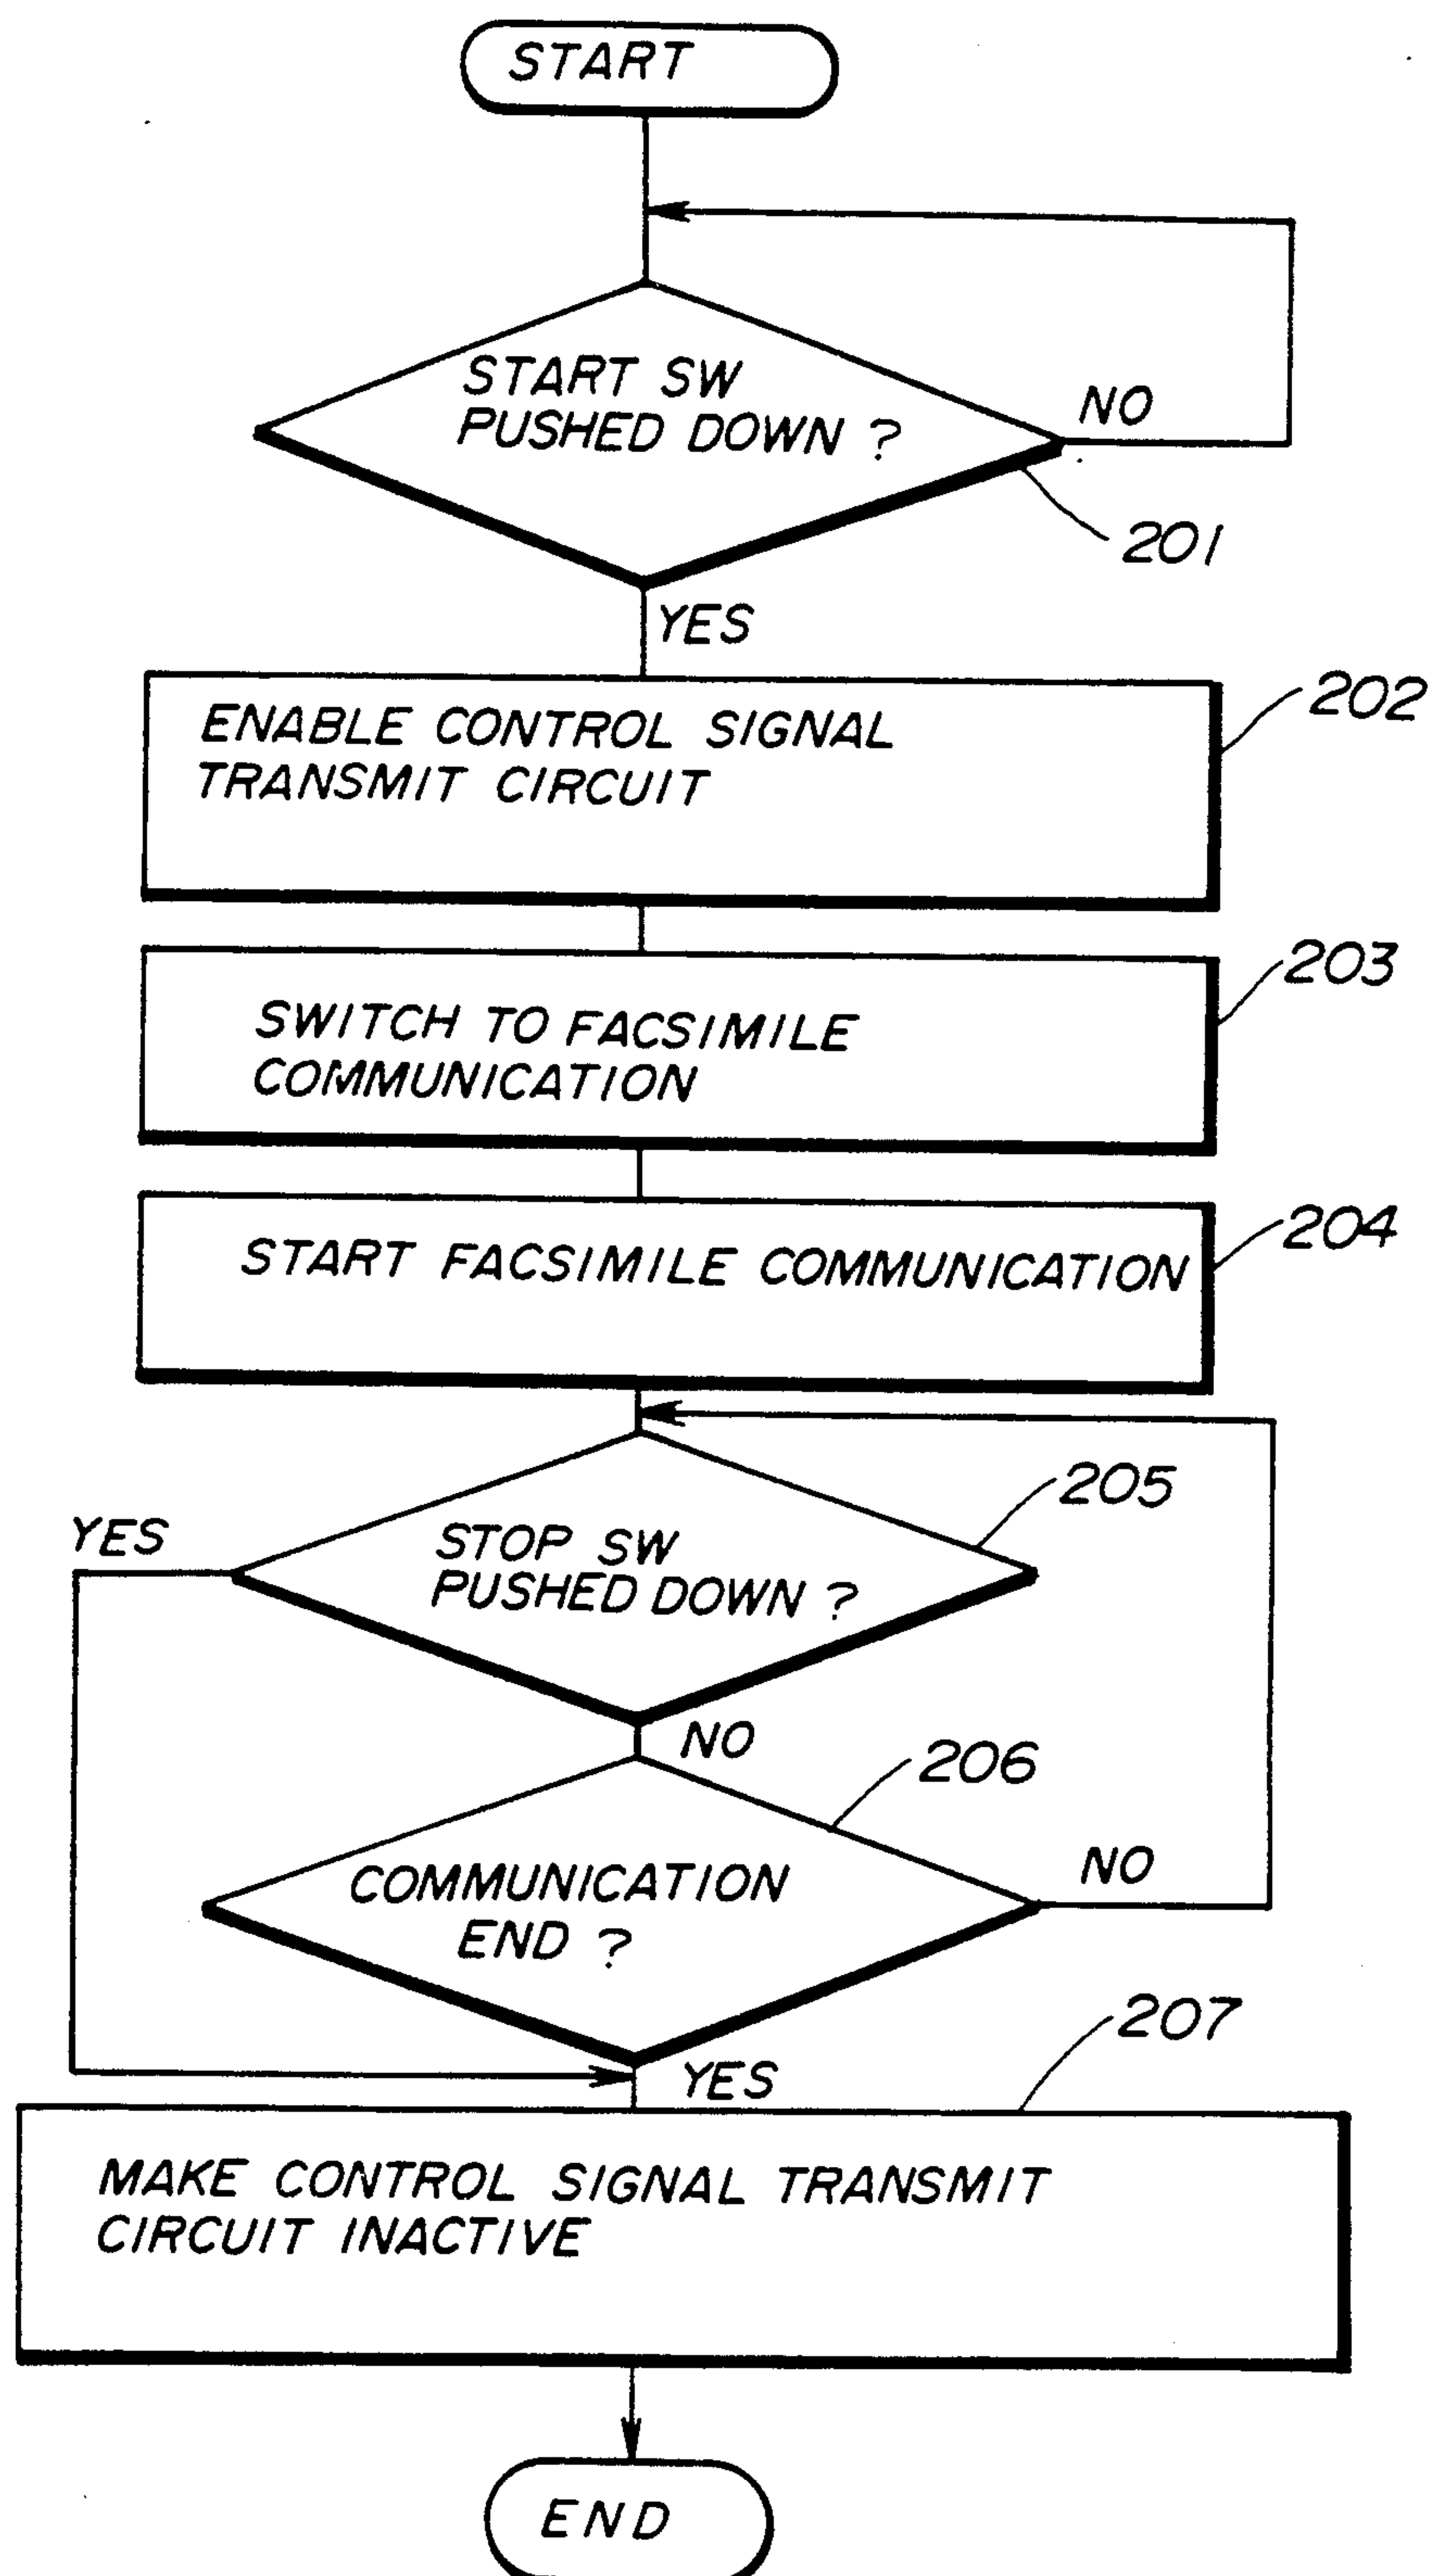 START
START SW
PUSHED DOWN ?
NO
201
YES
202
ENABLE CONTROL SIGNAL
TRANSMIT CIRCUIT
203
SWITCH TO FACSIMILE
COMMUNICATION
204
START FACSIMILE COMMUNICATION
205
YES
STOP SW
PUSHED DOWN ?
NO
206
COMMUNICATION
END ?
NO
207
YES
MAKE CONTROL SIGNAL TRANSMIT
CIRCUIT INACTIVE
END